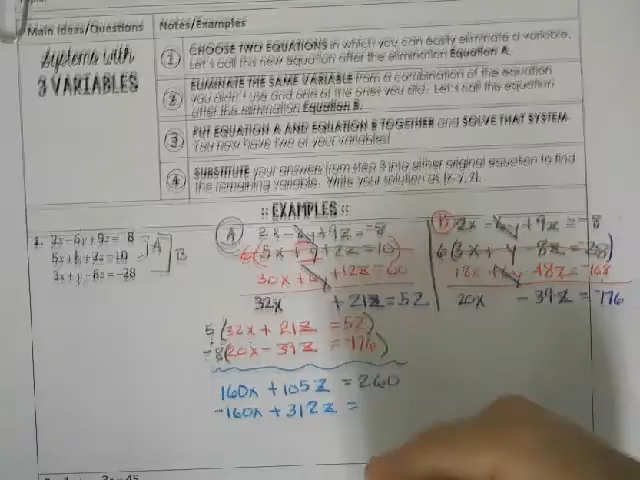 Main Ideas/Questions Notes/Examples
Systems with
3 VARIABLES
1 CHOOSE TWO EQUATIONS in which you can easily eliminate a variable.
Let's call this new equation after the elimination Equation A.
2 ELIMINATE THE SAME VARIABLE from a combination of the equation
you didn't use and one of the ones you did. Let's call this equation
after the elimination Equation B.
3 PUT EQUATION A AND EQUATION B TOGETHER and SOLVE THAT SYSTEM.
You now have two of your variables!
4 SUBSTITUTE your answers from step 3 into either original equation to find
the remaining variable. Write your solution as (x, y, z).
:: EXAMPLES ::
1. 2x-6y+9z=-8
5x+y+2z=10
3x+y-8z=-28
A
B
A 2x-6y+9z=-8
6(5x+y+2z=10)
30x+6y+12z=60
32x +21z=52
B 2x-6y+9z=-8
6(3x+y-8z=-28)
18x+6y-48z=-168
20x -39z=-176
5(32x+21z=52)
-8(20x-39z=-176)
160x+105z=260
-160x+312z=